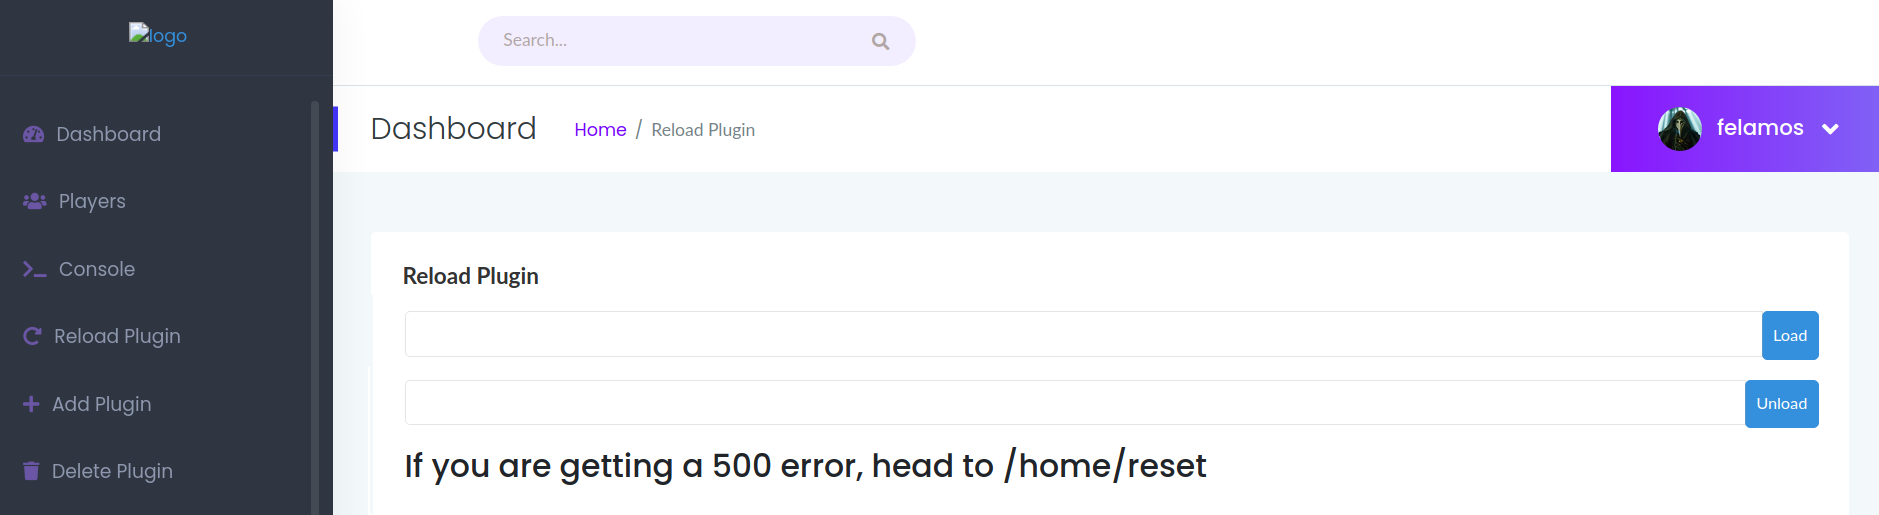 logo
Search...
Dashboard
Players
Console
Reload Plugin
Add Plugin
Delete Plugin
Dashboard Home / Reload Plugin
felamos
Reload Plugin
Load
Unload
If you are getting a 500 error, head to /home/reset